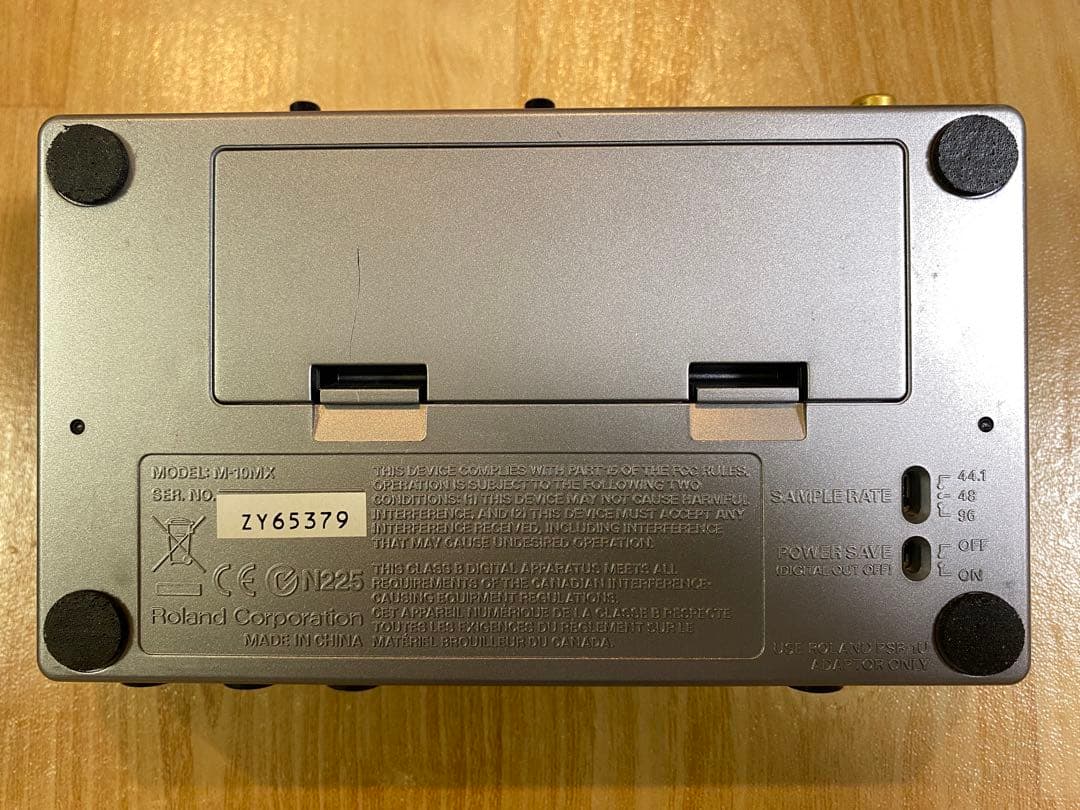 MODEL: M-10MX
SER. NO.
ZY65379
N225
Roland Corporation
MADE IN CHINA
THIS DEVICE COMPLIES WITH PART 15 OF THE FCC RULES.
OPERATION IS SUBJECT TO THE FOLLOWING TWO
CONDITIONS: (1) THIS DEVICE MAY NOT CAUSE HARMFUL
INTERFERENCE, AND (2) THIS DEVICE MUST ACCEPT ANY
INTERFERENCE RECEIVED, INCLUDING INTERFERENCE
THAT MAY CAUSE UNDESIRED OPERATION.
THIS CLASS B DIGITAL APPARATUS MEETS ALL
REQUIREMENTS OF THE CANADIAN INTERFERENCE-
CAUSING EQUIPMENT REGULATIONS.
CET APPAREIL NUMÉRIQUE DE LA CLASSE B RESPECTE
TOUTES LES EXIGENCES DU RÈGLEMENT SUR LE
MATÉRIEL BROUILLEUR DU CANADA.
SAMPLE RATE
44.1
48
96
POWER SAVE
(DIGITAL OUT OFF)
OFF
ON
USE ROLAND PSB-1U
ADAPTOR ONLY